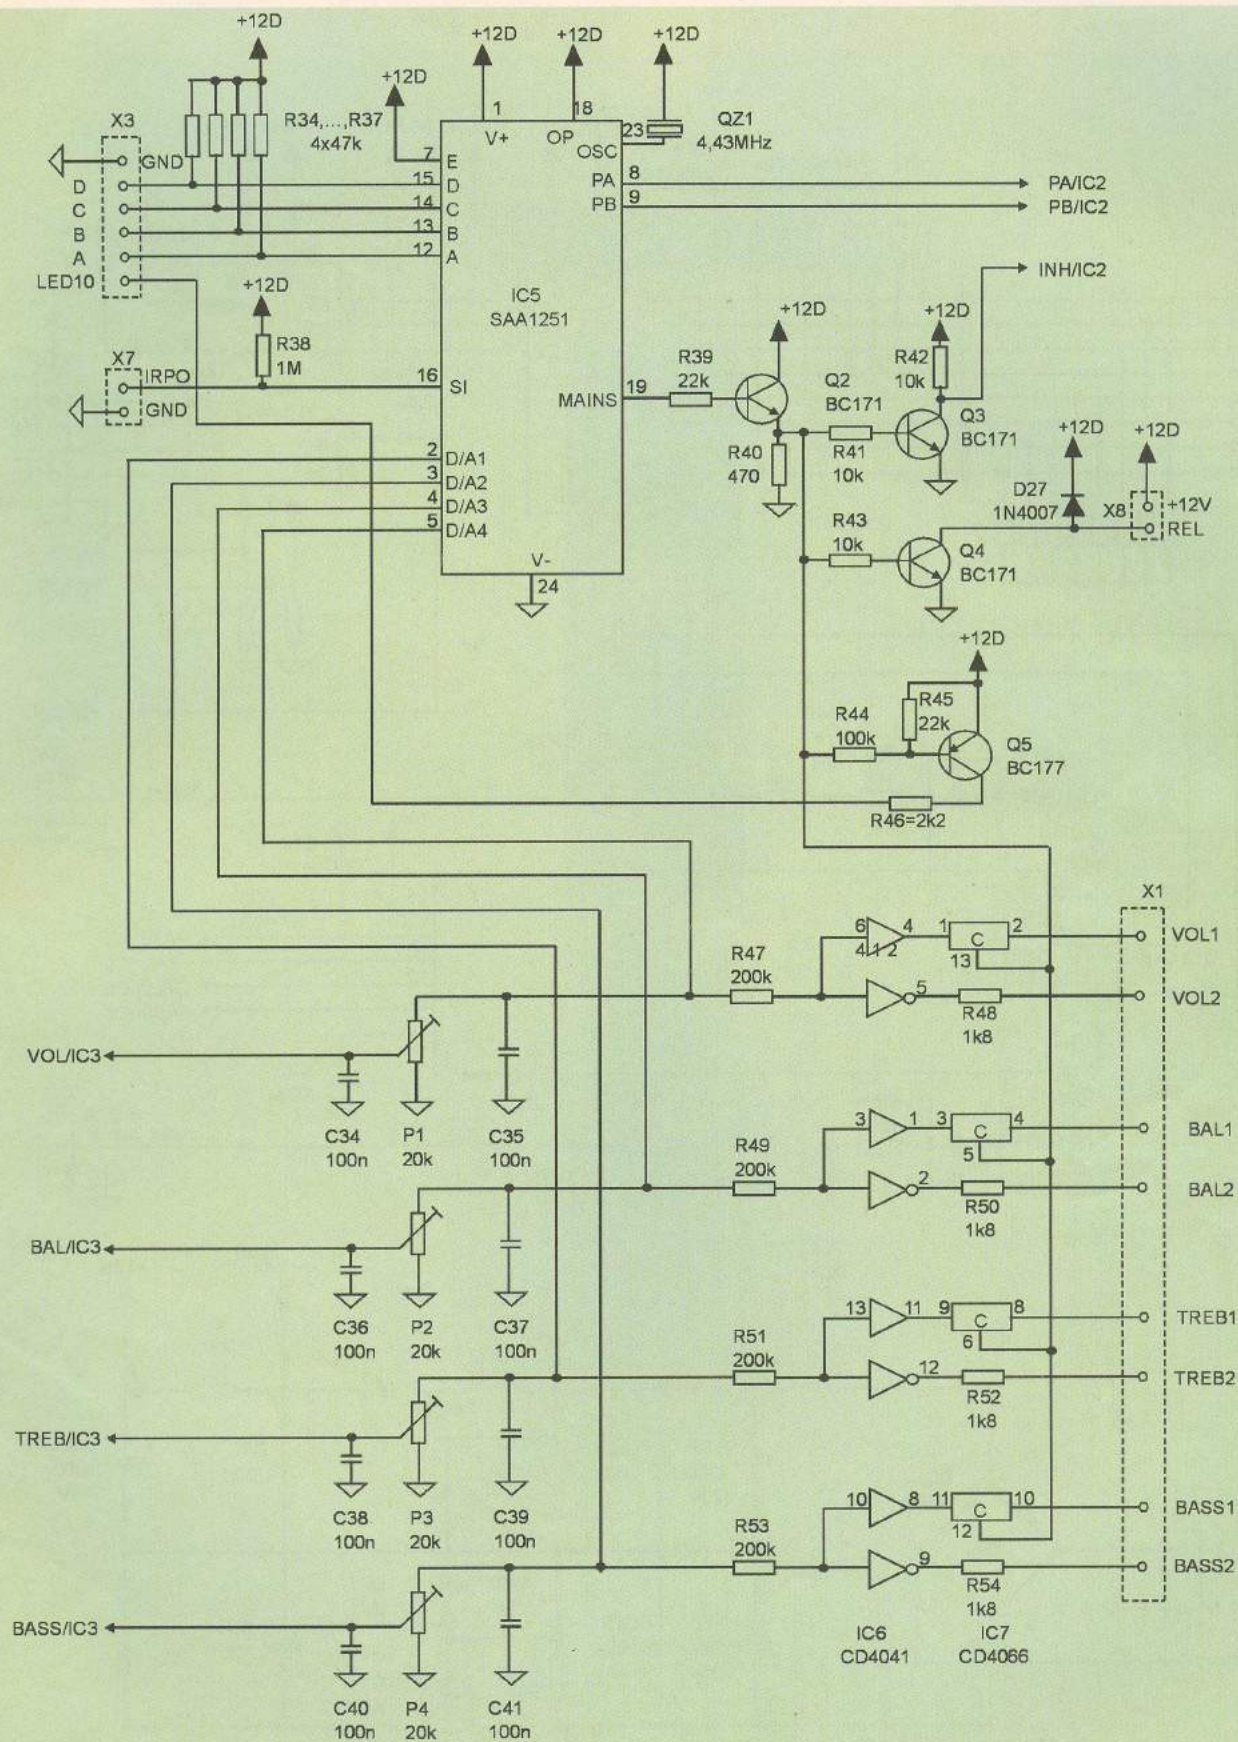 +12D
+12D
+12D
+12D
X3
R34,...,R37
4x47k
+12D
1
V+
18
OP
OSC
23
QZ1
4,43MHz
GND
7
E
D
15
D
PA
8
PA/IC2
C
14
C
PB
9
PB/IC2
B
13
B
A
12
A
LED10
+12D
INH/IC2
IC5
SAA1251
R38
1M
X7
IRPO
16
SI
GND
MAINS
19
R39
22k
+12D
Q2
BC171
+12D
R42
10k
Q3
BC171
R40
470
R41
10k
+12D
+12D
D27
1N4007
X8
+12V
REL
2
D/A1
3
D/A2
4
D/A3
5
D/A4
R43
10k
Q4
BC171
V-
24
+12D
R45
22k
R44
100k
Q5
BC177
R46=2k2
X1
6
4
1
C
2
13
VOL1
R47
200k
5
R48
1k8
VOL2
VOL/IC3
C34
100n
P1
20k
C35
100n
3
1
3
C
4
5
BAL1
R49
200k
2
R50
1k8
BAL2
BAL/IC3
C36
100n
P2
20k
C37
100n
13
11
9
C
8
6
TREB1
R51
200k
12
R52
1k8
TREB2
TREB/IC3
C38
100n
P3
20k
C39
100n
10
8
11
C
10
12
BASS1
R53
200k
9
R54
1k8
BASS2
BASS/IC3
C40
100n
P4
20k
C41
100n
IC6
CD4041
IC7
CD4066